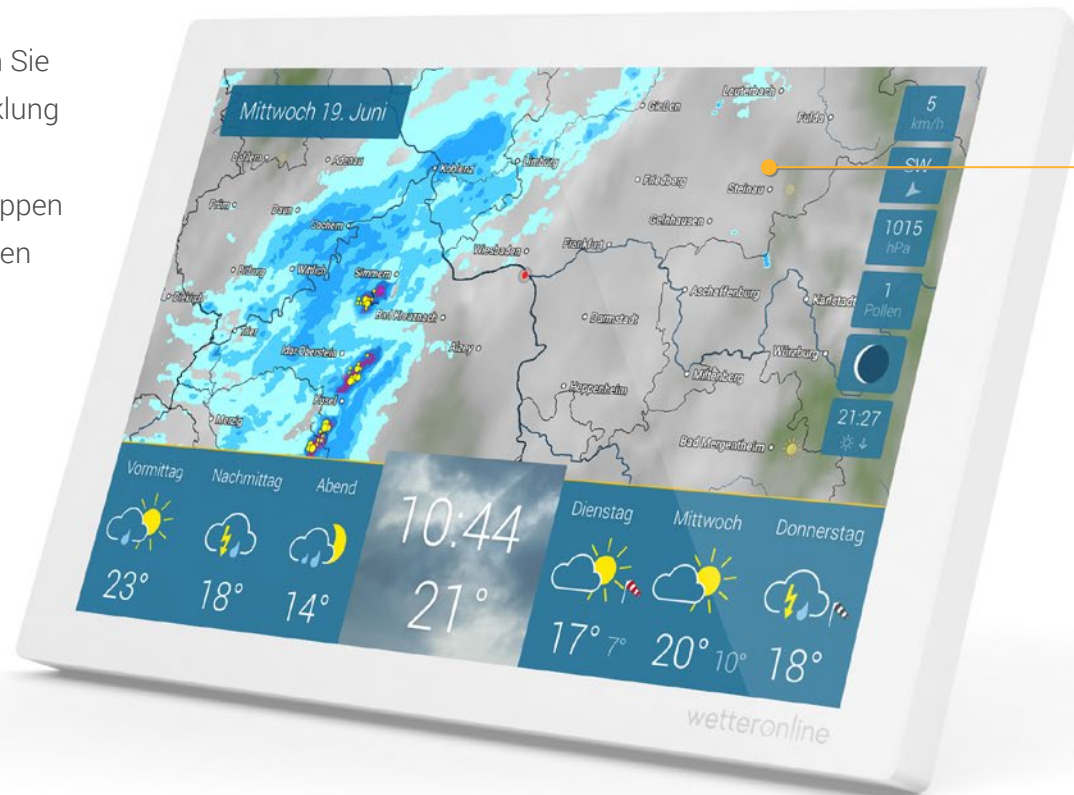 n Sie
klung
ppen
en
Mittwoch 19. Juni
Gießen
Lauterbach
Fulda
Adenau
Koblenz
Limburg
Friedberg
Steinau
Prüm
Daun
Cochem
Gelnhausen
Wiesbaden
Frankfurt
Bitburg
Wittlich
Simmern
Aschaffenburg
Karlstadt
Diekirch
Bad Kreuznach
Trier
Darmstadt
Idar Oberstein
Alzey
Würzburg
Kusel
Heppenheim
Miltenberg
Merzig
Bad Mergentheim
5
km/h
SW
1015
hPa
1
Pollen
21:27
Vormittag Nachmittag Abend
23° 18° 14°
10:44
21°
Dienstag Mittwoch Donnerstag
17° 7° 20° 10° 18°
wetteronline